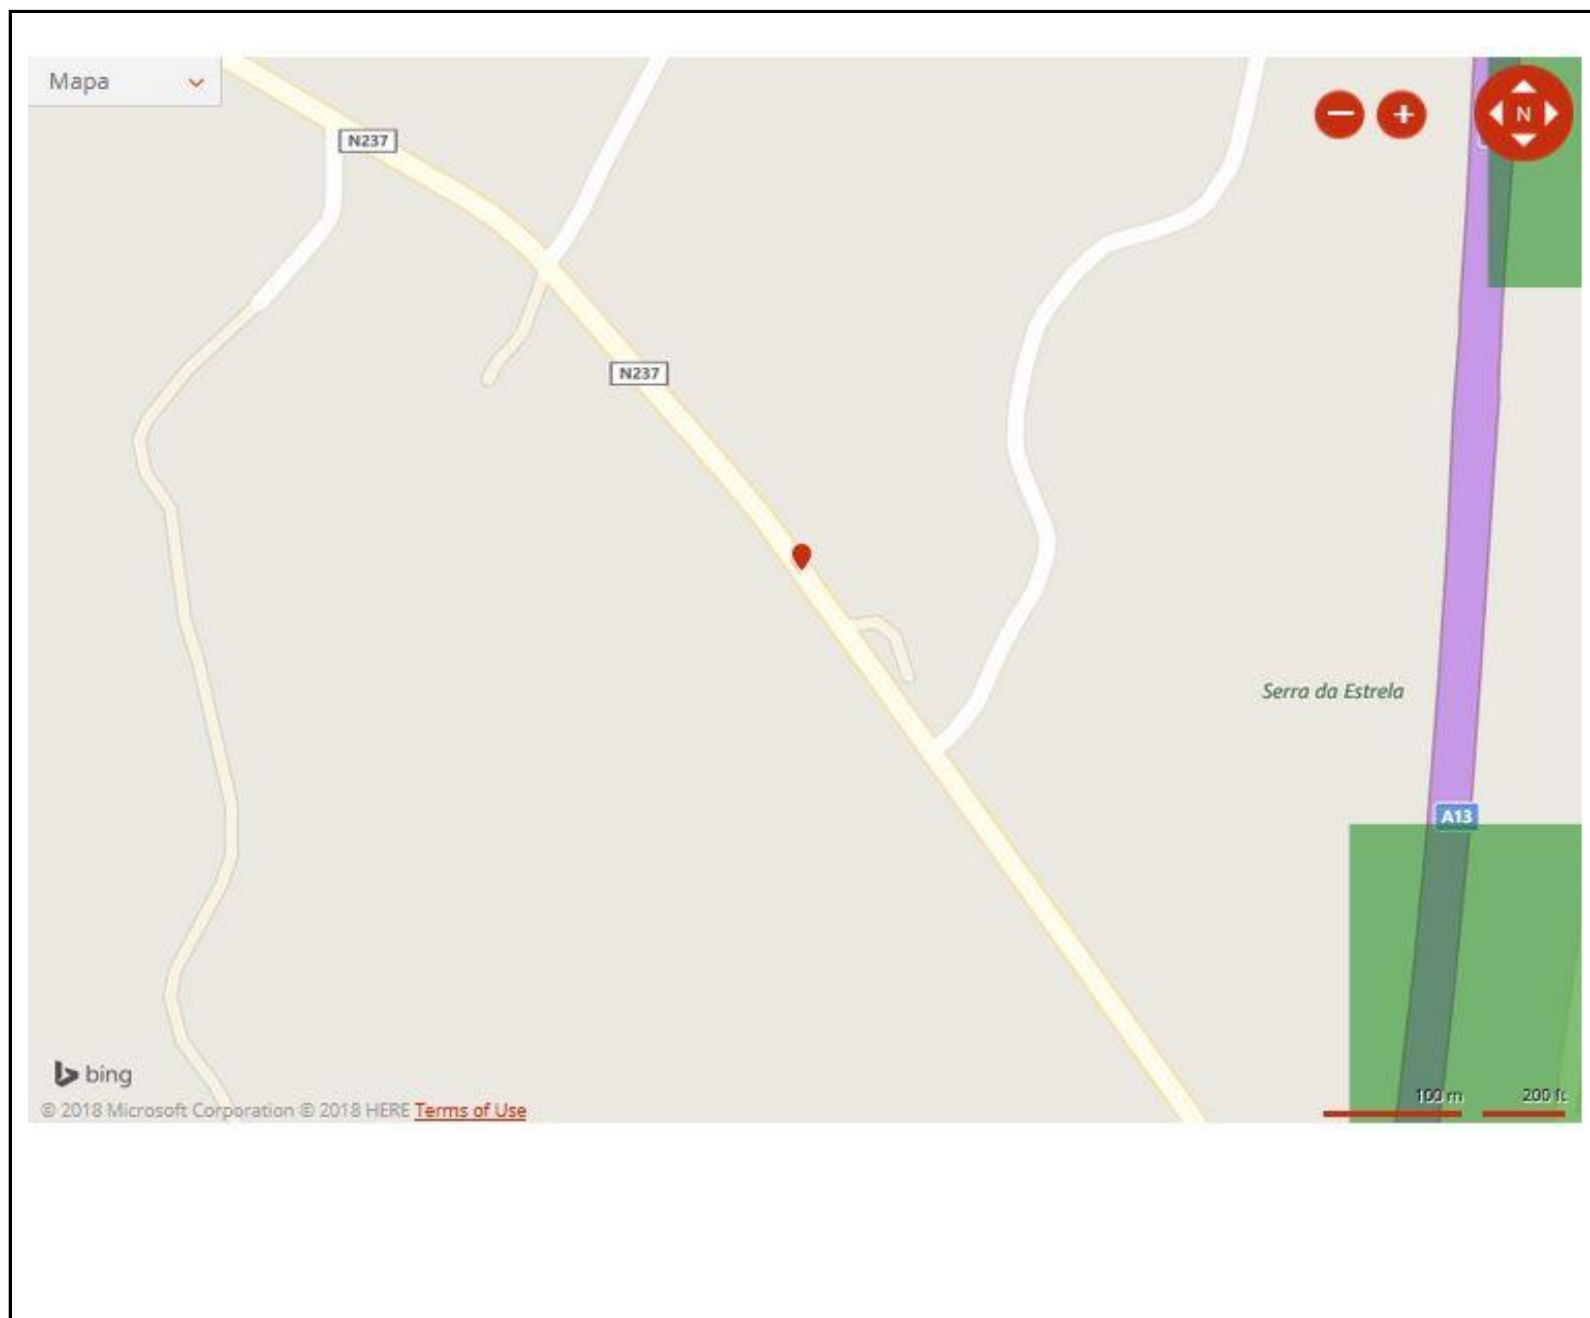 Mapa
N
N237
N237
Serra da Estrela
A13
bing
100 m 200 ft
© 2018 Microsoft Corporation © 2018 HERE Terms of Use